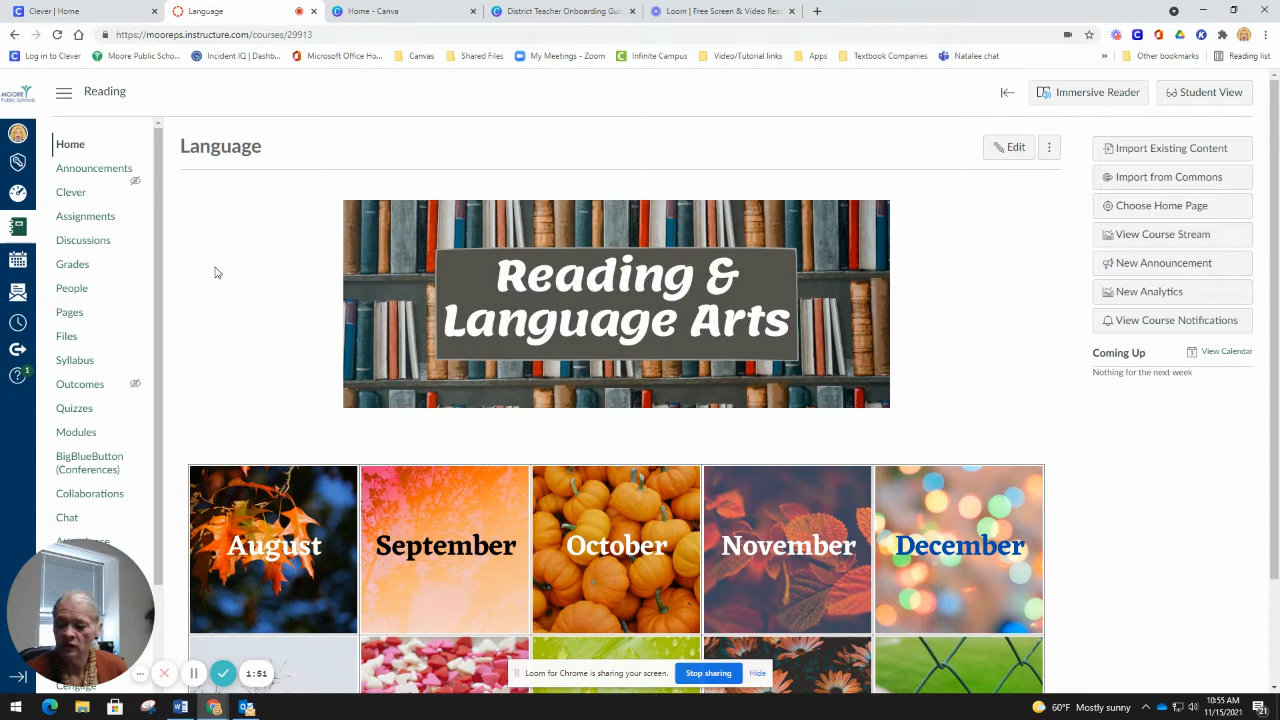 Clever | Home
Language
Home - Canva
District Teacher Onboarding Gui
Loom | Free Screen & Video Rec
https://mooreps.instructure.com/courses/29913
Log in to Clever
Moore Public Scho...
Incident IQ | Dashb...
Microsoft Office Ho...
Canvas
Shared Files
My Meetings - Zoom
Infinite Campus
Video/Tutorial links
Apps
Textbook Companies
Natalee chat
»
Other bookmarks
Reading list
MOORE
Public Schools
Reading
Immersive Reader
Student View
Home
Announcements
Clever
Assignments
Discussions
Grades
People
Pages
Files
Syllabus
Outcomes
Quizzes
Modules
BigBlueButton
(Conferences)
Collaborations
Chat
Attendance
1
Language
Edit
Reading &
Language Arts
August
September
October
November
December
Import Existing Content
Import from Commons
Choose Home Page
View Course Stream
New Announcement
New Analytics
View Course Notifications
Coming Up
View Calendar
Nothing for the next week
1:51
Loom for Chrome is sharing your screen.
Stop sharing
Hide
60°F Mostly sunny
10:55 AM
11/15/2021
21